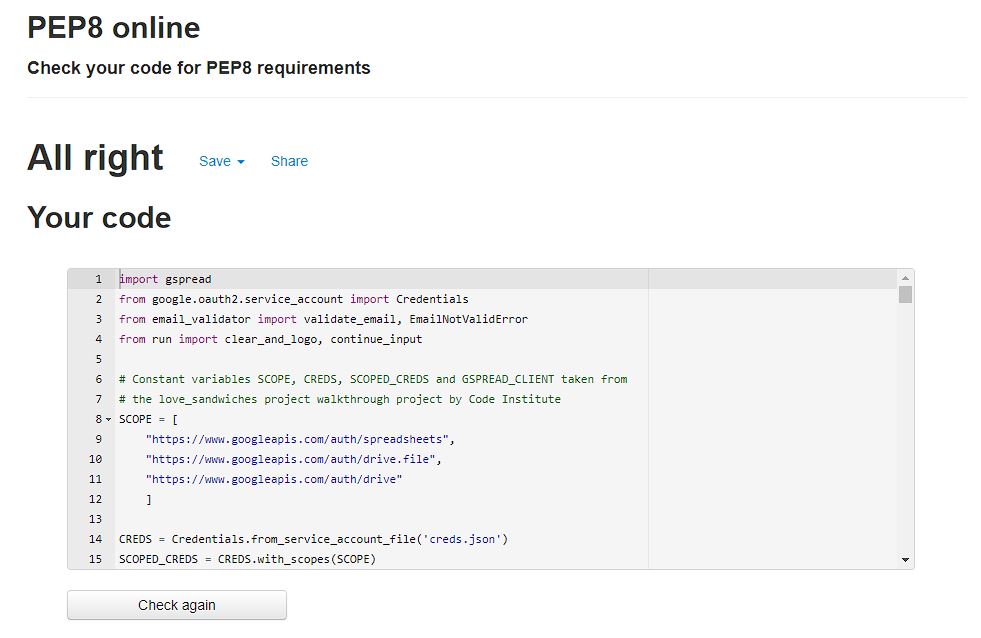 PEP8 online
Check your code for PEP8 requirements
All right Save Share
Your code
1 import gspread
2 from google.oauth2.service_account import Credentials
3 from email_validator import validate_email, EmailNotValidError
4 from run import clear_and_logo, continue_input
5
6 # Constant variables SCOPE, CREDS, SCOPED_CREDS and GSPREAD_CLIENT taken from
7 # the love_sandwiches project walkthrough project by Code Institute
8 SCOPE = [
9     "https://www.googleapis.com/auth/spreadsheets",
10     "https://www.googleapis.com/auth/drive.file",
11     "https://www.googleapis.com/auth/drive"
12     ]
13
14 CREDS = Credentials.from_service_account_file('creds.json')
15 SCOPED_CREDS = CREDS.with_scopes(SCOPE)
Check again